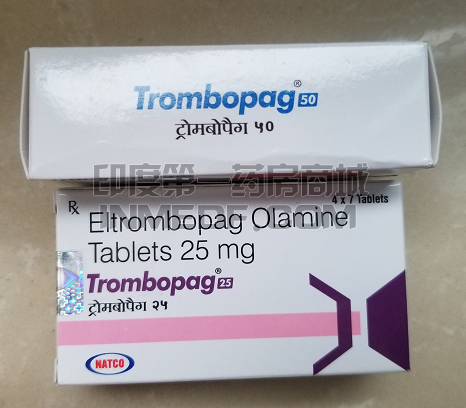 Trombopag® 50
ट्रोमबोपैग ५०
印度第一药房商城
INYERF.COM
4 x 7 Tablets
Rx
Eltrombopag Olamine
Tablets 25 mg
Trombopag® 25
ट्रोमबोपैग २५
NATCO